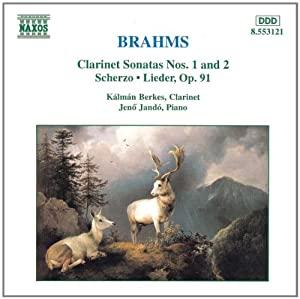 NAXOS
DDD
8.553121
BRAHMS
Clarinet Sonatas Nos. 1 and 2
Scherzo • Lieder, Op. 91
Kálmán Berkes, Clarinet
Jenő Jandó, Piano